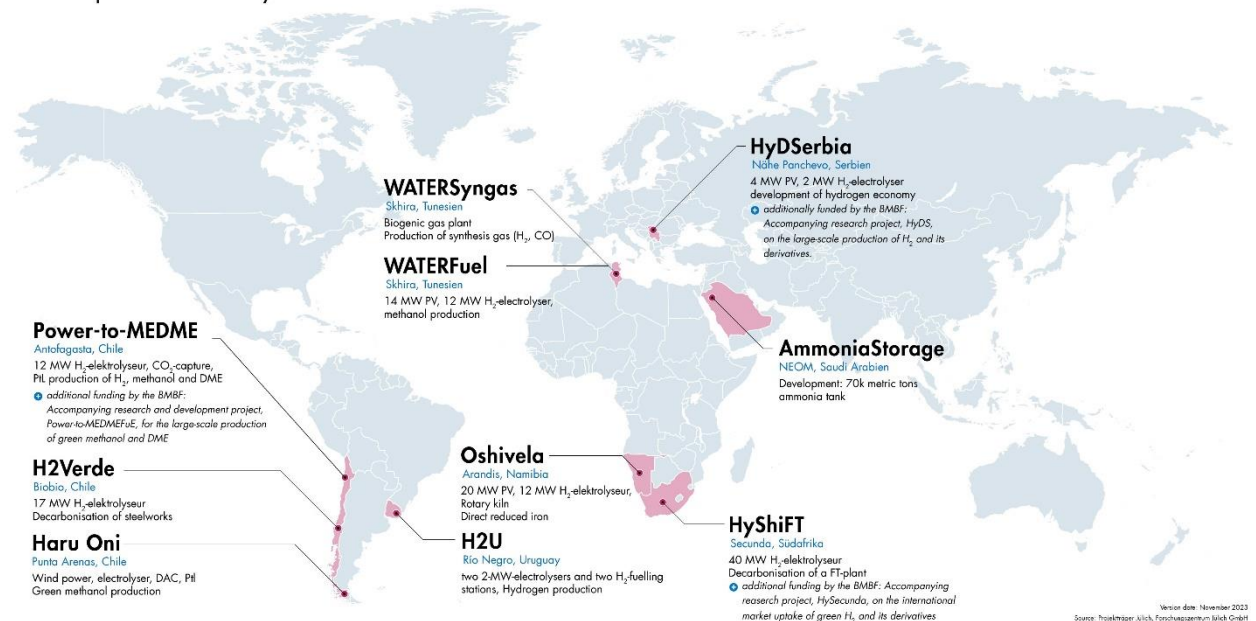 HyDSerbia
Nähe Panchevo, Serbien
4 MW PV, 2 MW H₂-electrolyser
development of hydrogen economy
additionally funded by the BMBF:
Accompanying research project, HyDS,
on the large-scale production of H₂ and its
derivatives.
WATERSyngas
Skhira, Tunesien
Biogenic gas plant
Production of synthesis gas (H₂, CO)
WATERFuel
Skhira, Tunesien
14 MW PV, 12 MW H₂-electrolyser,
methanol production
Power-to-MEDME
Antofagasta, Chile
12 MW H₂-elektrolyseur, CO₂-capture,
PtL production of H₂, methanol and DME
additional funding by the BMBF:
Accompanying research and development project,
Power-to-MEDMEFuE, for the large-scale production
of green methanol and DME
AmmoniaStorage
NEOM, Saudi Arabien
Development: 70k metric tons
ammonia tank
H2Verde
Biobio, Chile
17 MW H₂-elektrolyseur
Decarbonisation of steelworks
Oshivela
Arandis, Namibia
20 MW PV, 12 MW H₂-elektrolyseur,
Rotary kiln
Direct reduced iron
Haru Oni
Punta Arenas, Chile
Wind power, electrolyser, DAC, PtI
Green methanol production
H2U
Río Negro, Uruguay
two 2-MW-electrolysers and two H₂-fuelling
stations, Hydrogen production
HyShiFT
Secunda, Südafrika
40 MW H₂-elektrolyseur
Decarbonisation of a FT-plant
additional funding by the BMBF: Accompanying
reaserch project, HySecunda, on the international
market uptake of green H₂ and its derivatives
Version date: November 2023
Source: Projektträger Jülich, Forschungszentrum Jülich GmbH